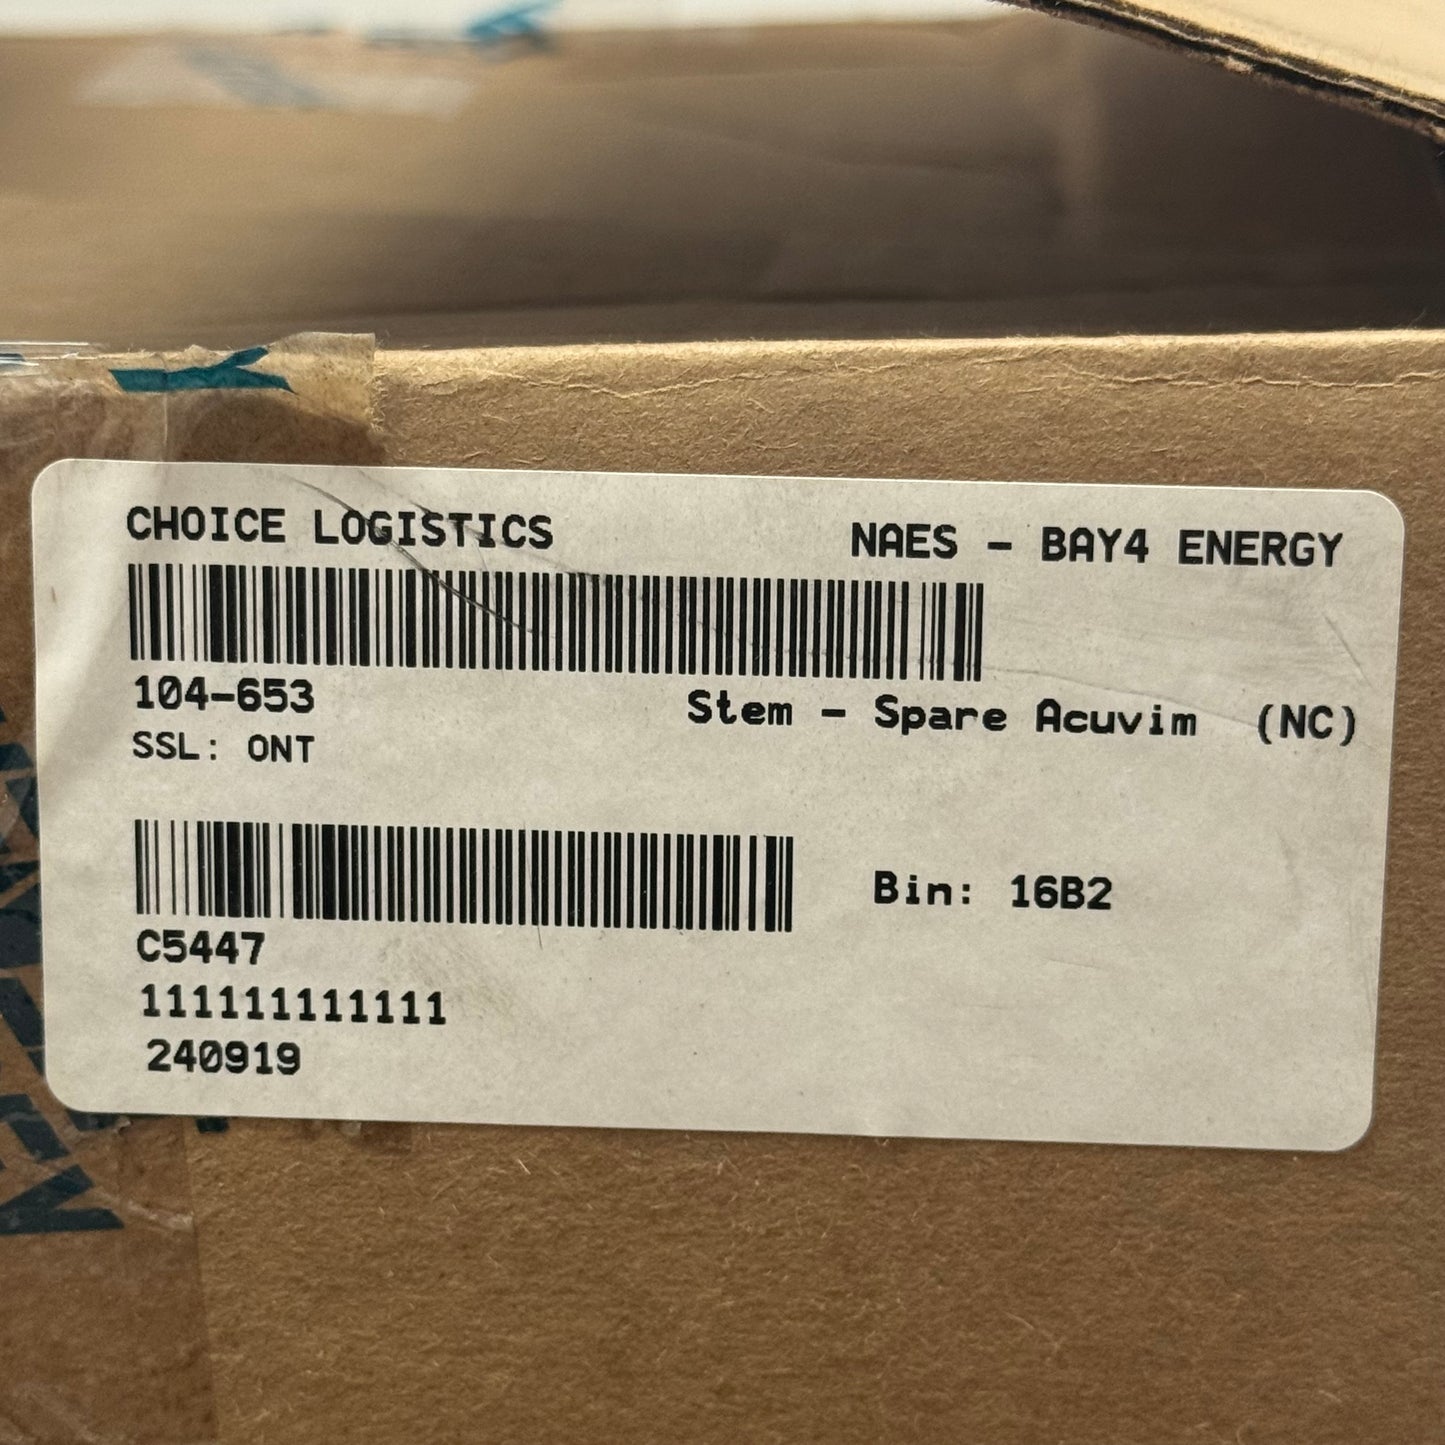 CHOICE LOGISTICS NAES - BAY4 ENERGY
104-653 Stem - Spare Acuvim (NC)
SSL: ONT
Bin: 16B2
C5447
111111111111
240919